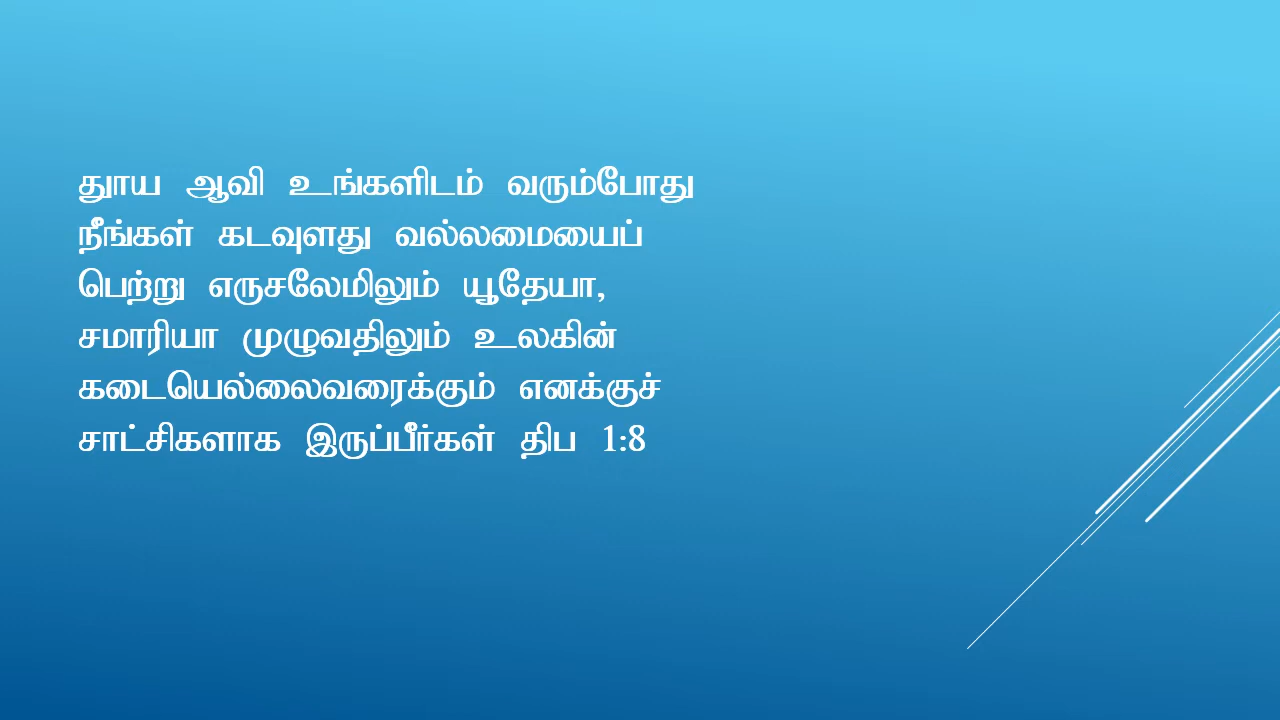 தூய ஆவி உங்களிடம் வரும்போது
நீங்கள் கடவுளது வல்லமையைப்
பெற்று எருசலேமிலும் யூதேயா,
சமாரியா முழுவதிலும் உலகின்
கடையெல்லைவரைக்கும் எனக்குச்
சாட்சிகளாக இருப்பீர்கள் திப 1:8